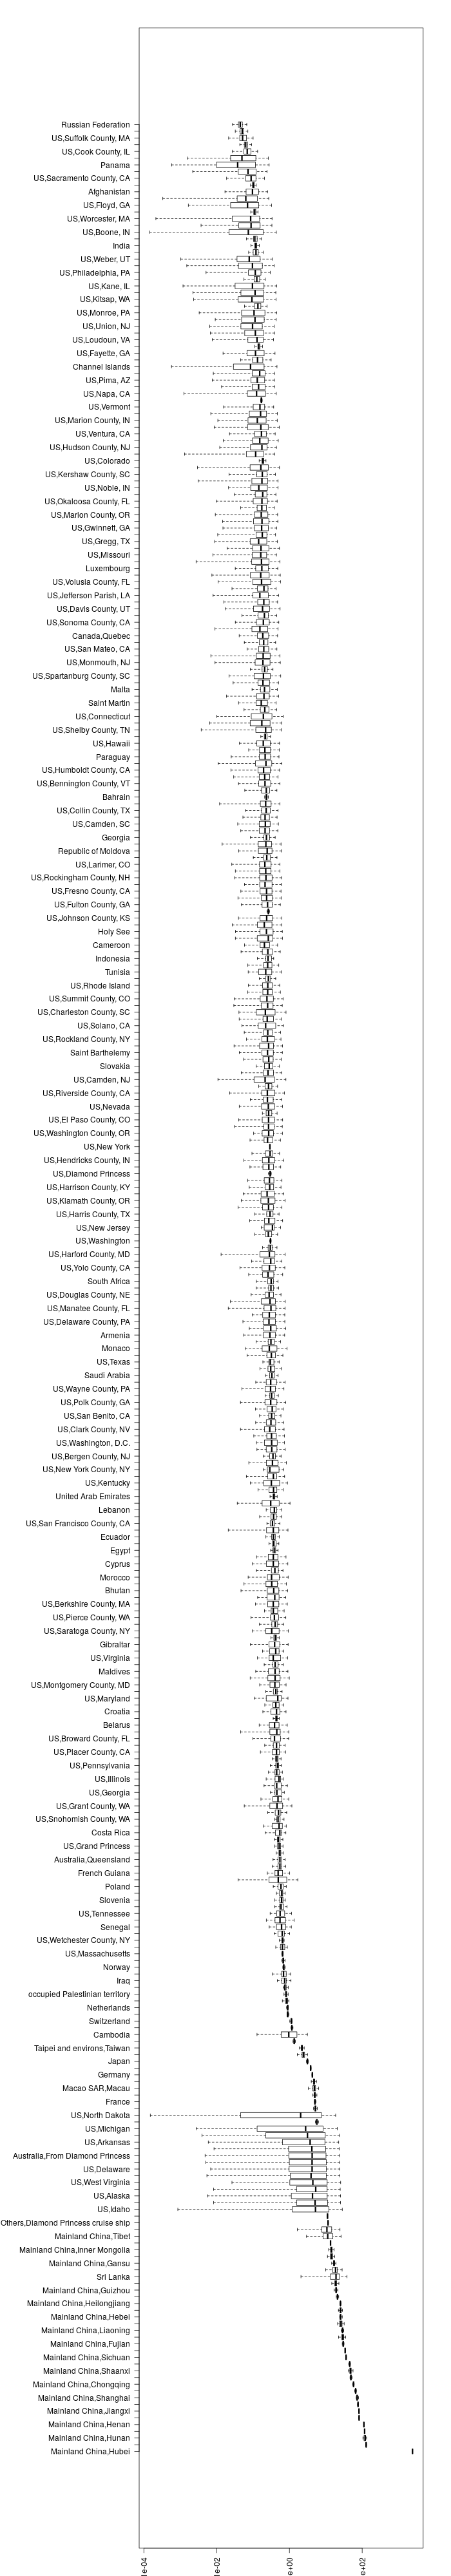 Russian Federation
US,Suffolk County, MA
US,Cook County, IL
Panama
US,Sacramento County, CA
Afghanistan
US,Floyd, GA
US,Worcester, MA
US,Boone, IN
India
US,Weber, UT
US,Philadelphia, PA
US,Kane, IL
US,Kitsap, WA
US,Monroe, PA
US,Union, NJ
US,Loudoun, VA
US,Fayette, GA
Channel Islands
US,Pima, AZ
US,Napa, CA
US,Vermont
US,Marion County, IN
US,Ventura, CA
US,Hudson County, NJ
US,Colorado
US,Kershaw County, SC
US,Noble, IN
US,Okaloosa County, FL
US,Marion County, OR
US,Gwinnett, GA
US,Gregg, TX
US,Missouri
Luxembourg
US,Volusia County, FL
US,Jefferson Parish, LA
US,Davis County, UT
US,Sonoma County, CA
Canada,Quebec
US,San Mateo, CA
US,Monmouth, NJ
US,Spartanburg County, SC
Malta
Saint Martin
US,Connecticut
US,Shelby County, TN
US,Hawaii
Paraguay
US,Humboldt County, CA
US,Bennington County, VT
Bahrain
US,Collin County, TX
US,Camden, SC
Georgia
Republic of Moldova
US,Larimer, CO
US,Rockingham County, NH
US,Fresno County, CA
US,Fulton County, GA
US,Johnson County, KS
Holy See
Cameroon
Indonesia
Tunisia
US,Rhode Island
US,Summit County, CO
US,Charleston County, SC
US,Solano, CA
US,Rockland County, NY
Saint Barthelemy
Slovakia
US,Camden, NJ
US,Riverside County, CA
US,Nevada
US,El Paso County, CO
US,Washington County, OR
US,New York
US,Hendricks County, IN
US,Diamond Princess
US,Harrison County, KY
US,Klamath County, OR
US,Harris County, TX
US,New Jersey
US,Washington
US,Harford County, MD
US,Yolo County, CA
South Africa
US,Douglas County, NE
US,Manatee County, FL
US,Delaware County, PA
Armenia
Monaco
US,Texas
Saudi Arabia
US,Wayne County, PA
US,Polk County, GA
US,San Benito, CA
US,Clark County, NV
US,Washington, D.C.
US,Bergen County, NJ
US,New York County, NY
US,Kentucky
United Arab Emirates
Lebanon
US,San Francisco County, CA
Ecuador
Egypt
Cyprus
Morocco
Bhutan
US,Berkshire County, MA
US,Pierce County, WA
US,Saratoga County, NY
Gibraltar
US,Virginia
Maldives
US,Montgomery County, MD
US,Maryland
Croatia
Belarus
US,Broward County, FL
US,Placer County, CA
US,Pennsylvania
US,Illinois
US,Georgia
US,Grant County, WA
US,Snohomish County, WA
Costa Rica
US,Grand Princess
Australia,Queensland
French Guiana
Poland
Slovenia
US,Tennessee
Senegal
US,Wetchester County, NY
US,Massachusetts
Norway
Iraq
occupied Palestinian territory
Netherlands
Switzerland
Cambodia
Taipei and environs,Taiwan
Japan
Germany
Macao SAR,Macau
France
US,North Dakota
US,Michigan
US,Arkansas
Australia,From Diamond Princess
US,Delaware
US,West Virginia
US,Alaska
US,Idaho
Others,Diamond Princess cruise ship
Mainland China,Tibet
Mainland China,Inner Mongolia
Mainland China,Gansu
Sri Lanka
Mainland China,Guizhou
Mainland China,Heilongjiang
Mainland China,Hebei
Mainland China,Liaoning
Mainland China,Fujian
Mainland China,Sichuan
Mainland China,Shaanxi
Mainland China,Chongqing
Mainland China,Shanghai
Mainland China,Jiangxi
Mainland China,Henan
Mainland China,Hunan
Mainland China,Hubei
1e-04
1e-02
1e+00
1e+02